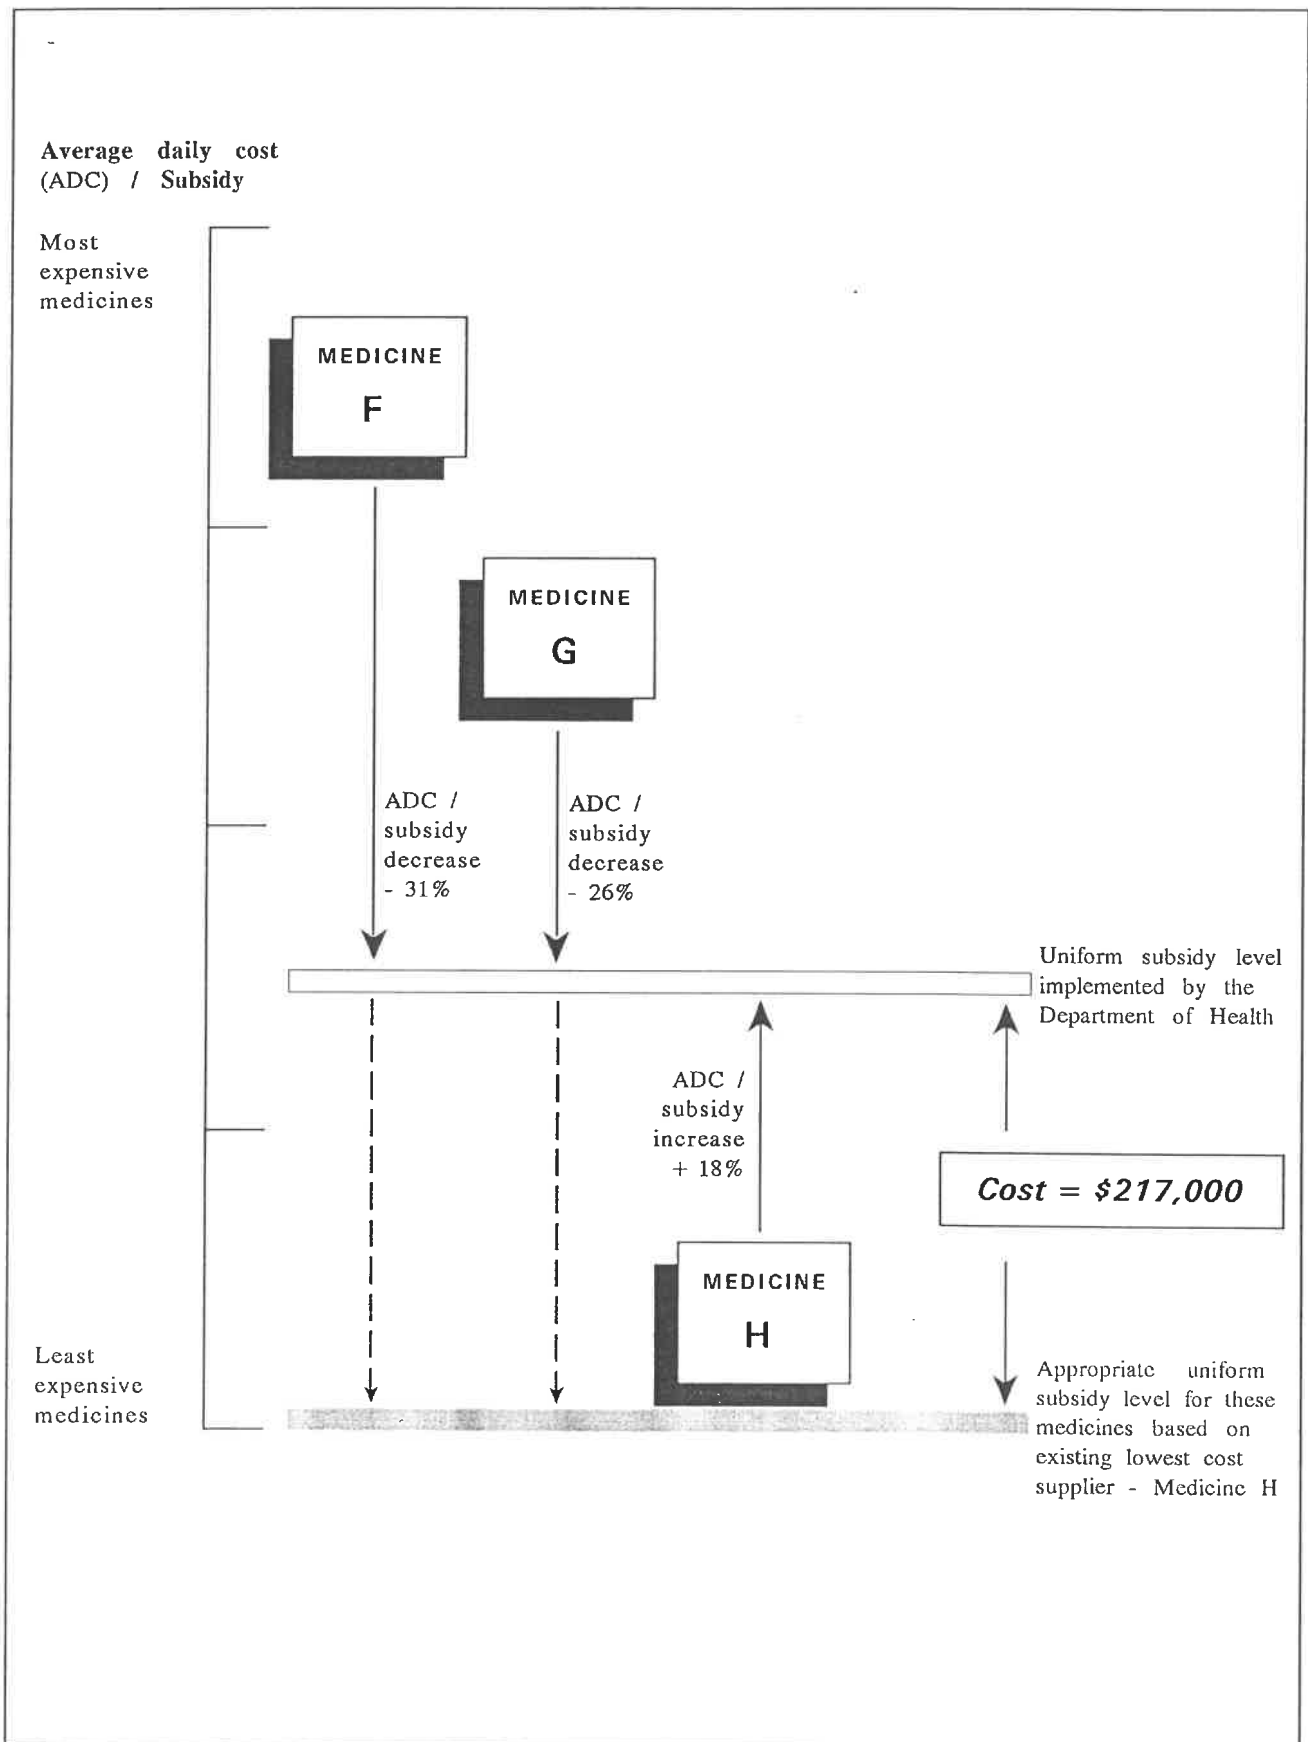 Average daily cost
(ADC) / Subsidy
Most
expensive
medicines
MEDICINE
F
MEDICINE
G
ADC /
subsidy
decrease
- 31%
ADC /
subsidy
decrease
- 26%
Uniform subsidy level
implemented by the
Department of Health
ADC /
subsidy
increase
+ 18%
Cost = $217,000
MEDICINE
H
Least
expensive
medicines
Appropriate uniform
subsidy level for these
medicines based on
existing lowest cost
supplier - Medicine H